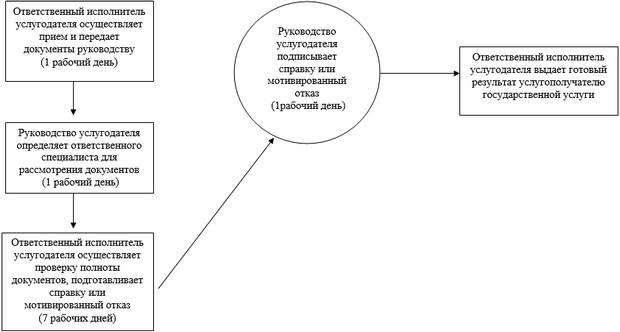 Ответственный исполнитель
услугодателя осуществляет
прием и передает
документы руководству
(1 рабочий день)
Руководство услугодателя
определяет ответственного
специалиста для
рассмотрения документов
(1 рабочий день)
Ответственный исполнитель
услугодателя осуществляет
проверку полноты
документов, подготавливает
справку или
мотивированный отказ
(7 рабочих дней)
Руководство
услугодателя
подписывает
справку или
мотивированный
отказ
(1рабочий день)
Ответственный исполнитель
услугодателя выдает готовый
результат услугополучателю
государственной услуги